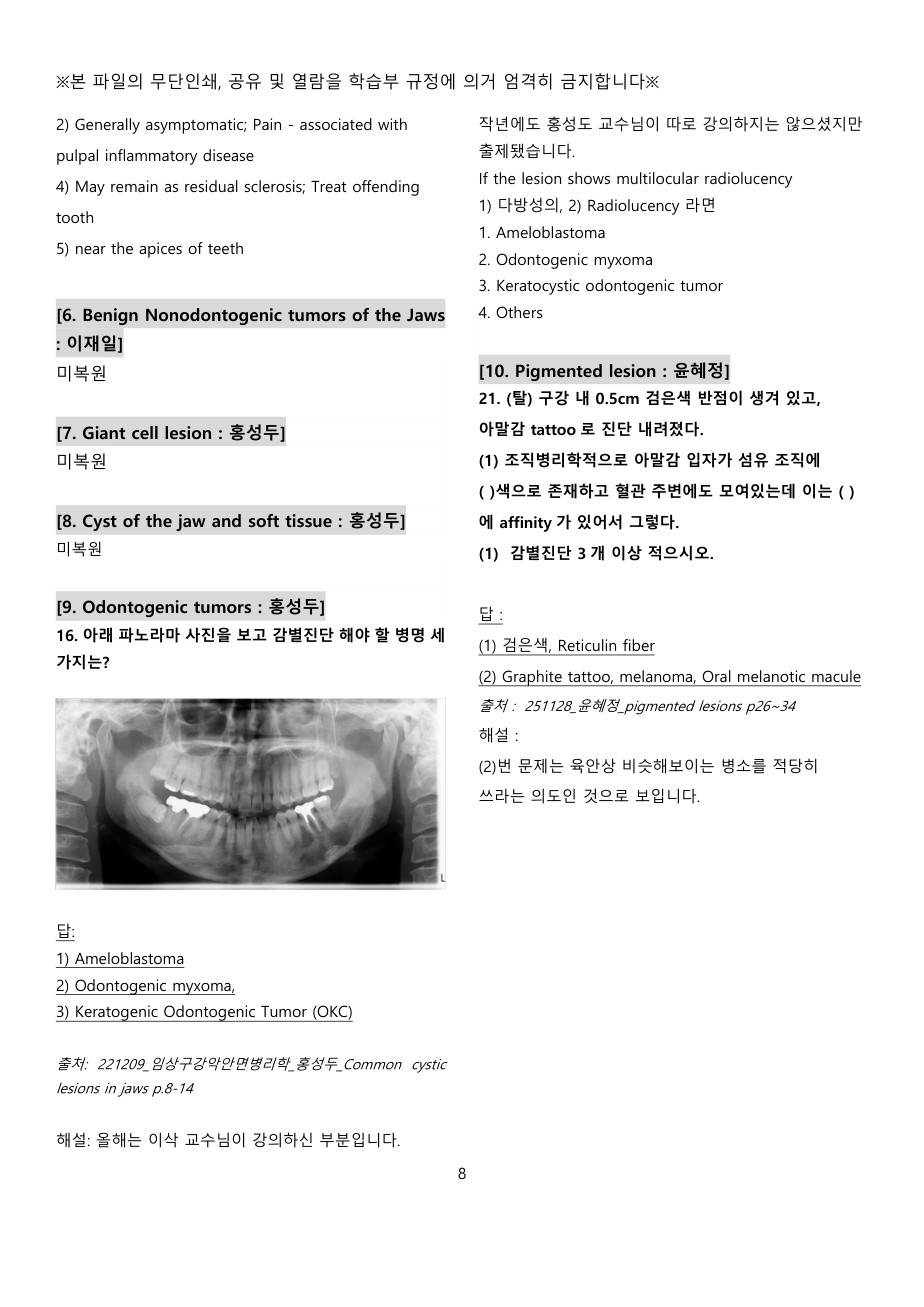 ※본 파일의 무단인쇄, 공유 및 열람을 학습부 규정에 의거 엄격히 금지합니다※
2) Generally asymptomatic; Pain - associated with
pulpal inflammatory disease
4) May remain as residual sclerosis; Treat offending
tooth
5) near the apices of teeth
[6. Benign Nonodontogenic tumors of the Jaws
: 이재일]
미복원
[7. Giant cell lesion : 홍성두]
미복원
[8. Cyst of the jaw and soft tissue : 홍성두]
미복원
[9. Odontogenic tumors : 홍성두]
16. 아래 파노라마 사진을 보고 감별진단 해야 할 병명 세
가지는?
L
답:
1) Ameloblastoma
2) Odontogenic myxoma,
3) Keratogenic Odontogenic Tumor (OKC)
출처: 221209_임상구강악안면병리학_홍성두_Common cystic
lesions in jaws p.8-14
해설: 올해는 이삭 교수님이 강의하신 부분입니다.
작년에도 홍성도 교수님이 따로 강의하지는 않으셨지만
출제됐습니다.
If the lesion shows multilocular radiolucency
1) 다방성의, 2) Radiolucency 라면
1. Ameloblastoma
2. Odontogenic myxoma
3. Keratocystic odontogenic tumor
4. Others
[10. Pigmented lesion : 윤혜정]
21. (탈) 구강 내 0.5cm 검은색 반점이 생겨 있고,
아말감 tattoo 로 진단 내려졌다.
(1) 조직병리학적으로 아말감 입자가 섬유 조직에
( )색으로 존재하고 혈관 주변에도 모여있는데 이는 ( )
에 affinity 가 있어서 그렇다.
(1) 감별진단 3 개 이상 적으시오.
답 :
(1) 검은색, Reticulin fiber
(2) Graphite tattoo, melanoma, Oral melanotic macule
출처 : 251128_윤혜정_pigmented lesions p26~34
해설 :
(2)번 문제는 육안상 비슷해보이는 병소를 적당히
쓰라는 의도인 것으로 보입니다.
8